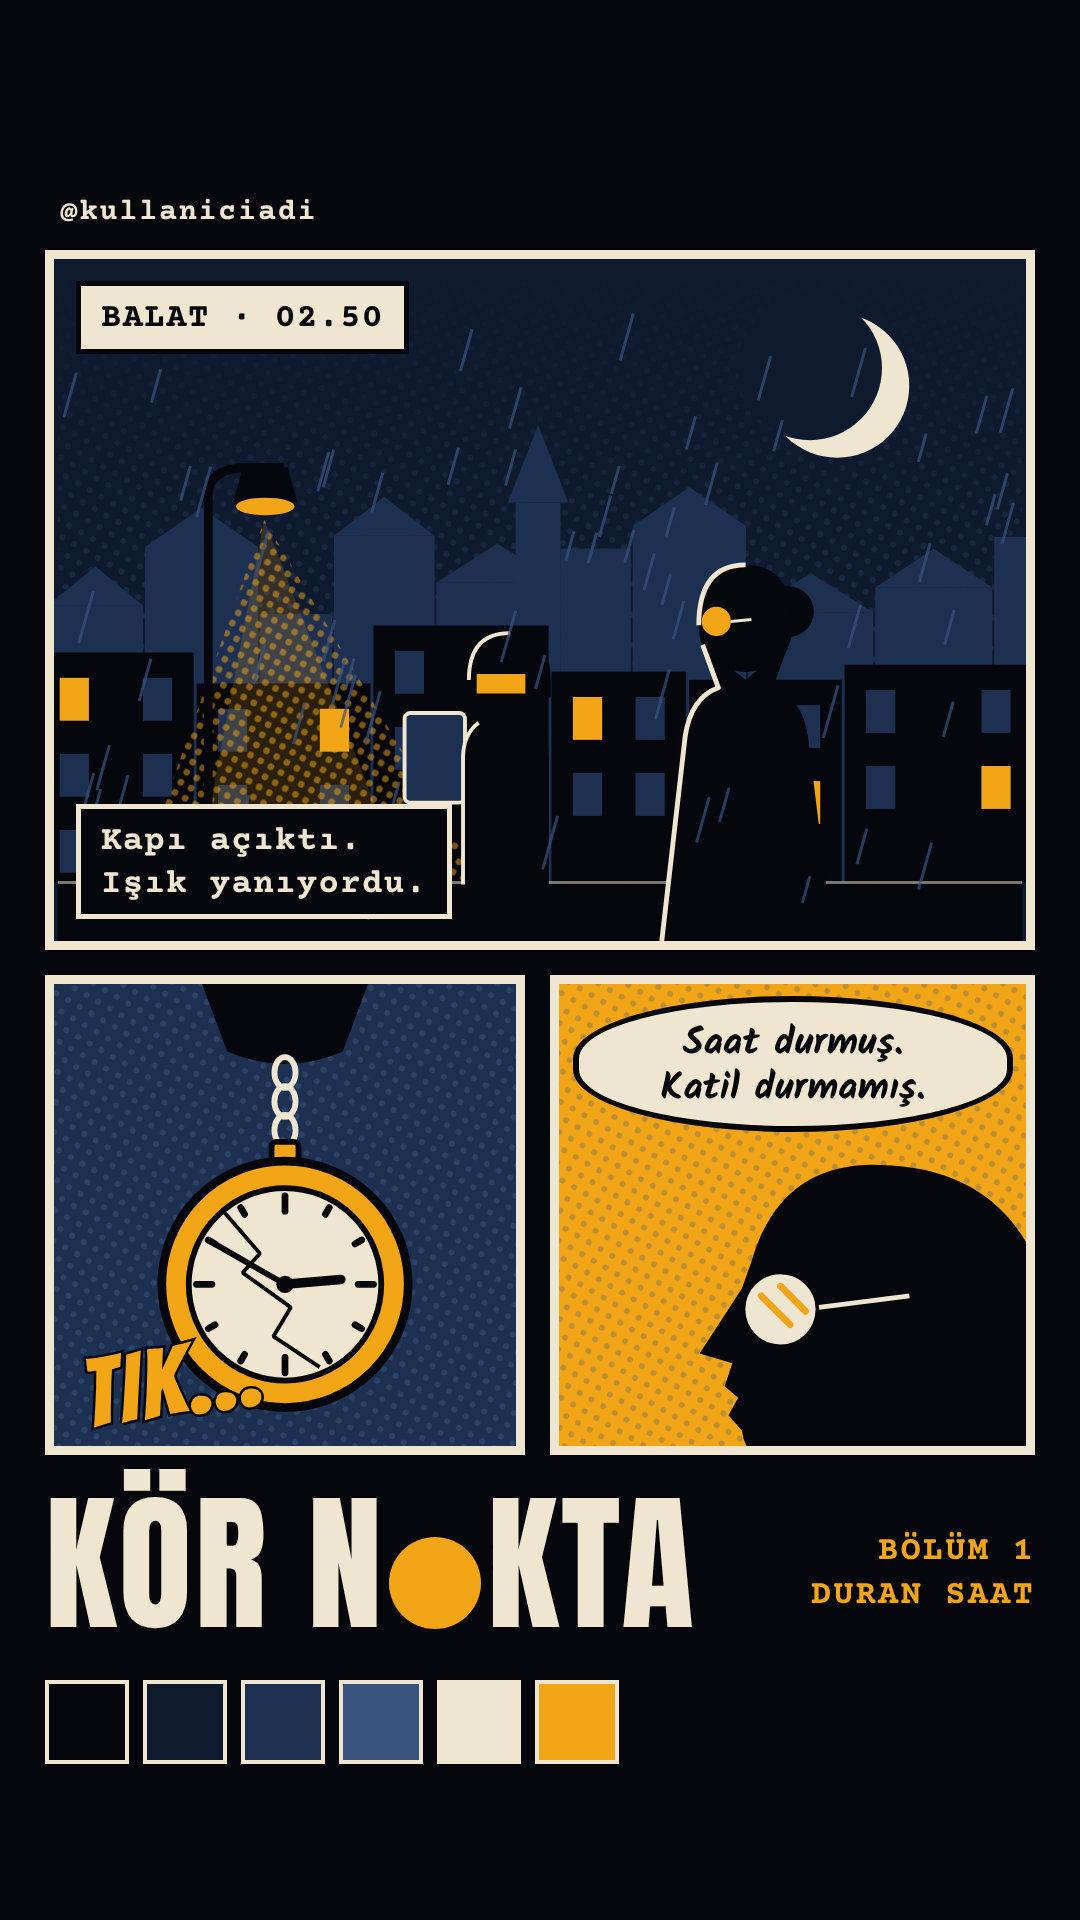 @kullaniciadi
BALAT · 02.50
Kapı açıktı.
Işık yanıyordu.
Saat durmuş.
Katil durmamış.
TIK...
KÖR NOKTA
BÖLÜM 1
DURAN SAAT